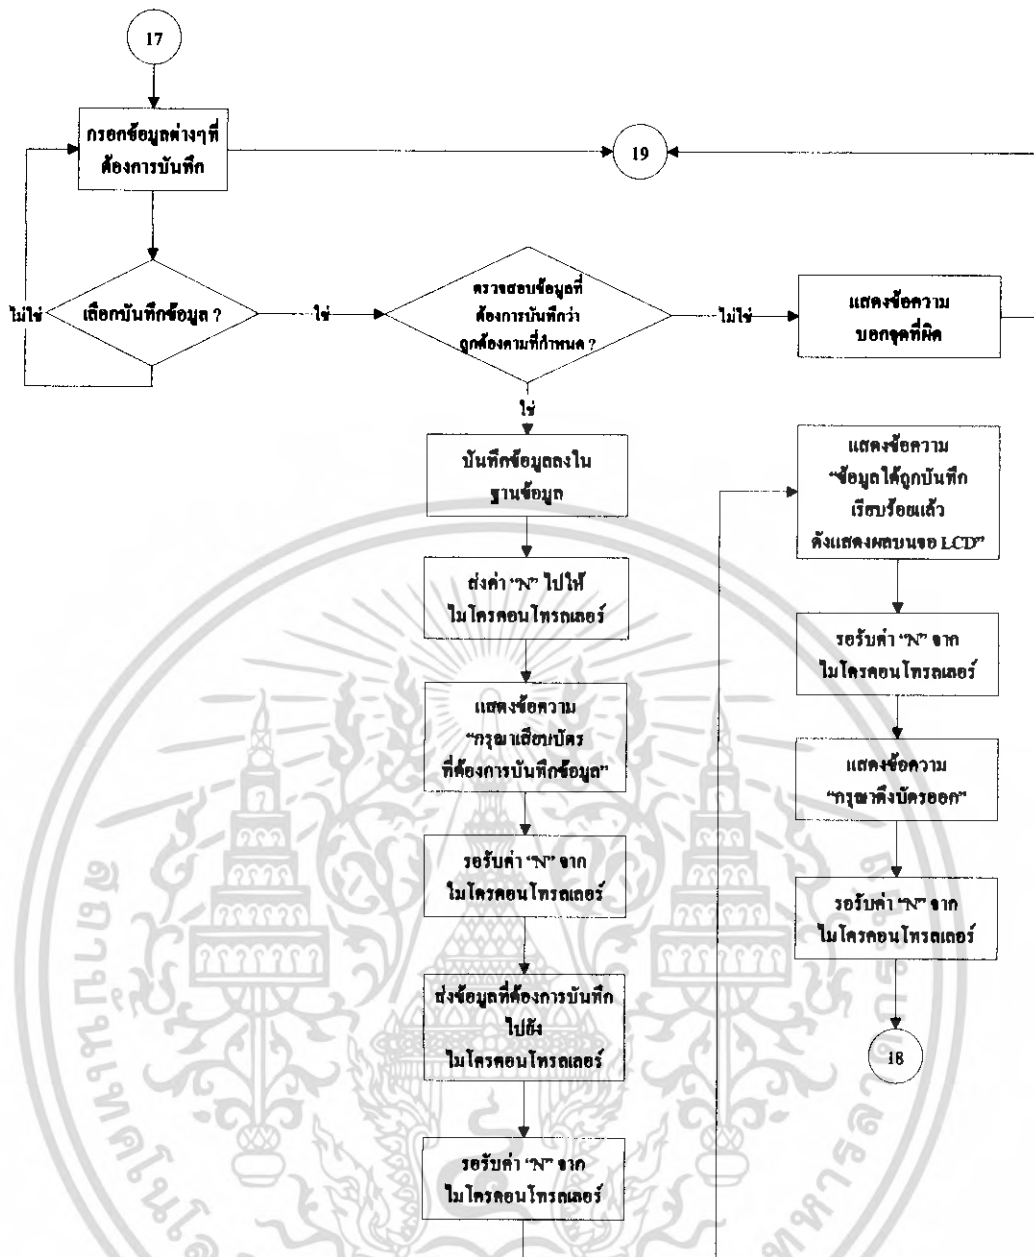 17
กรอกข้อมูลต่างๆที่
ต้องการบันทึก
19
ไม่ใช่
เลือกบันทึกข้อมูล ?
ใช่
ตรวจสอบข้อมูลที่
ต้องการบันทึกว่า
ถูกต้องตามที่กำหนด ?
ไม่ใช่
แสดงข้อความ
บอกจุดที่ผิด
ใช่
บันทึกข้อมูลลงใน
ฐานข้อมูล
ส่งค่า “N” ไปให้
ไมโครคอนโทรลเลอร์
แสดงข้อความ
“กรุณาเสียบบัตร
ที่ต้องการบันทึกข้อมูล”
รอรับค่า “N” จาก
ไมโครคอนโทรลเลอร์
ส่งข้อมูลที่ต้องการบันทึก
ไปยัง
ไมโครคอนโทรลเลอร์
รอรับค่า “N” จาก
ไมโครคอนโทรลเลอร์
แสดงข้อความ
“ข้อมูลได้ถูกบันทึก
เรียบร้อยแล้ว
ดังแสดงผลบนจอ LCD”
รอรับค่า “N” จาก
ไมโครคอนโทรลเลอร์
แสดงข้อความ
“กรุณาดึงบัตรออก”
รอรับค่า “N” จาก
ไมโครคอนโทรลเลอร์
18